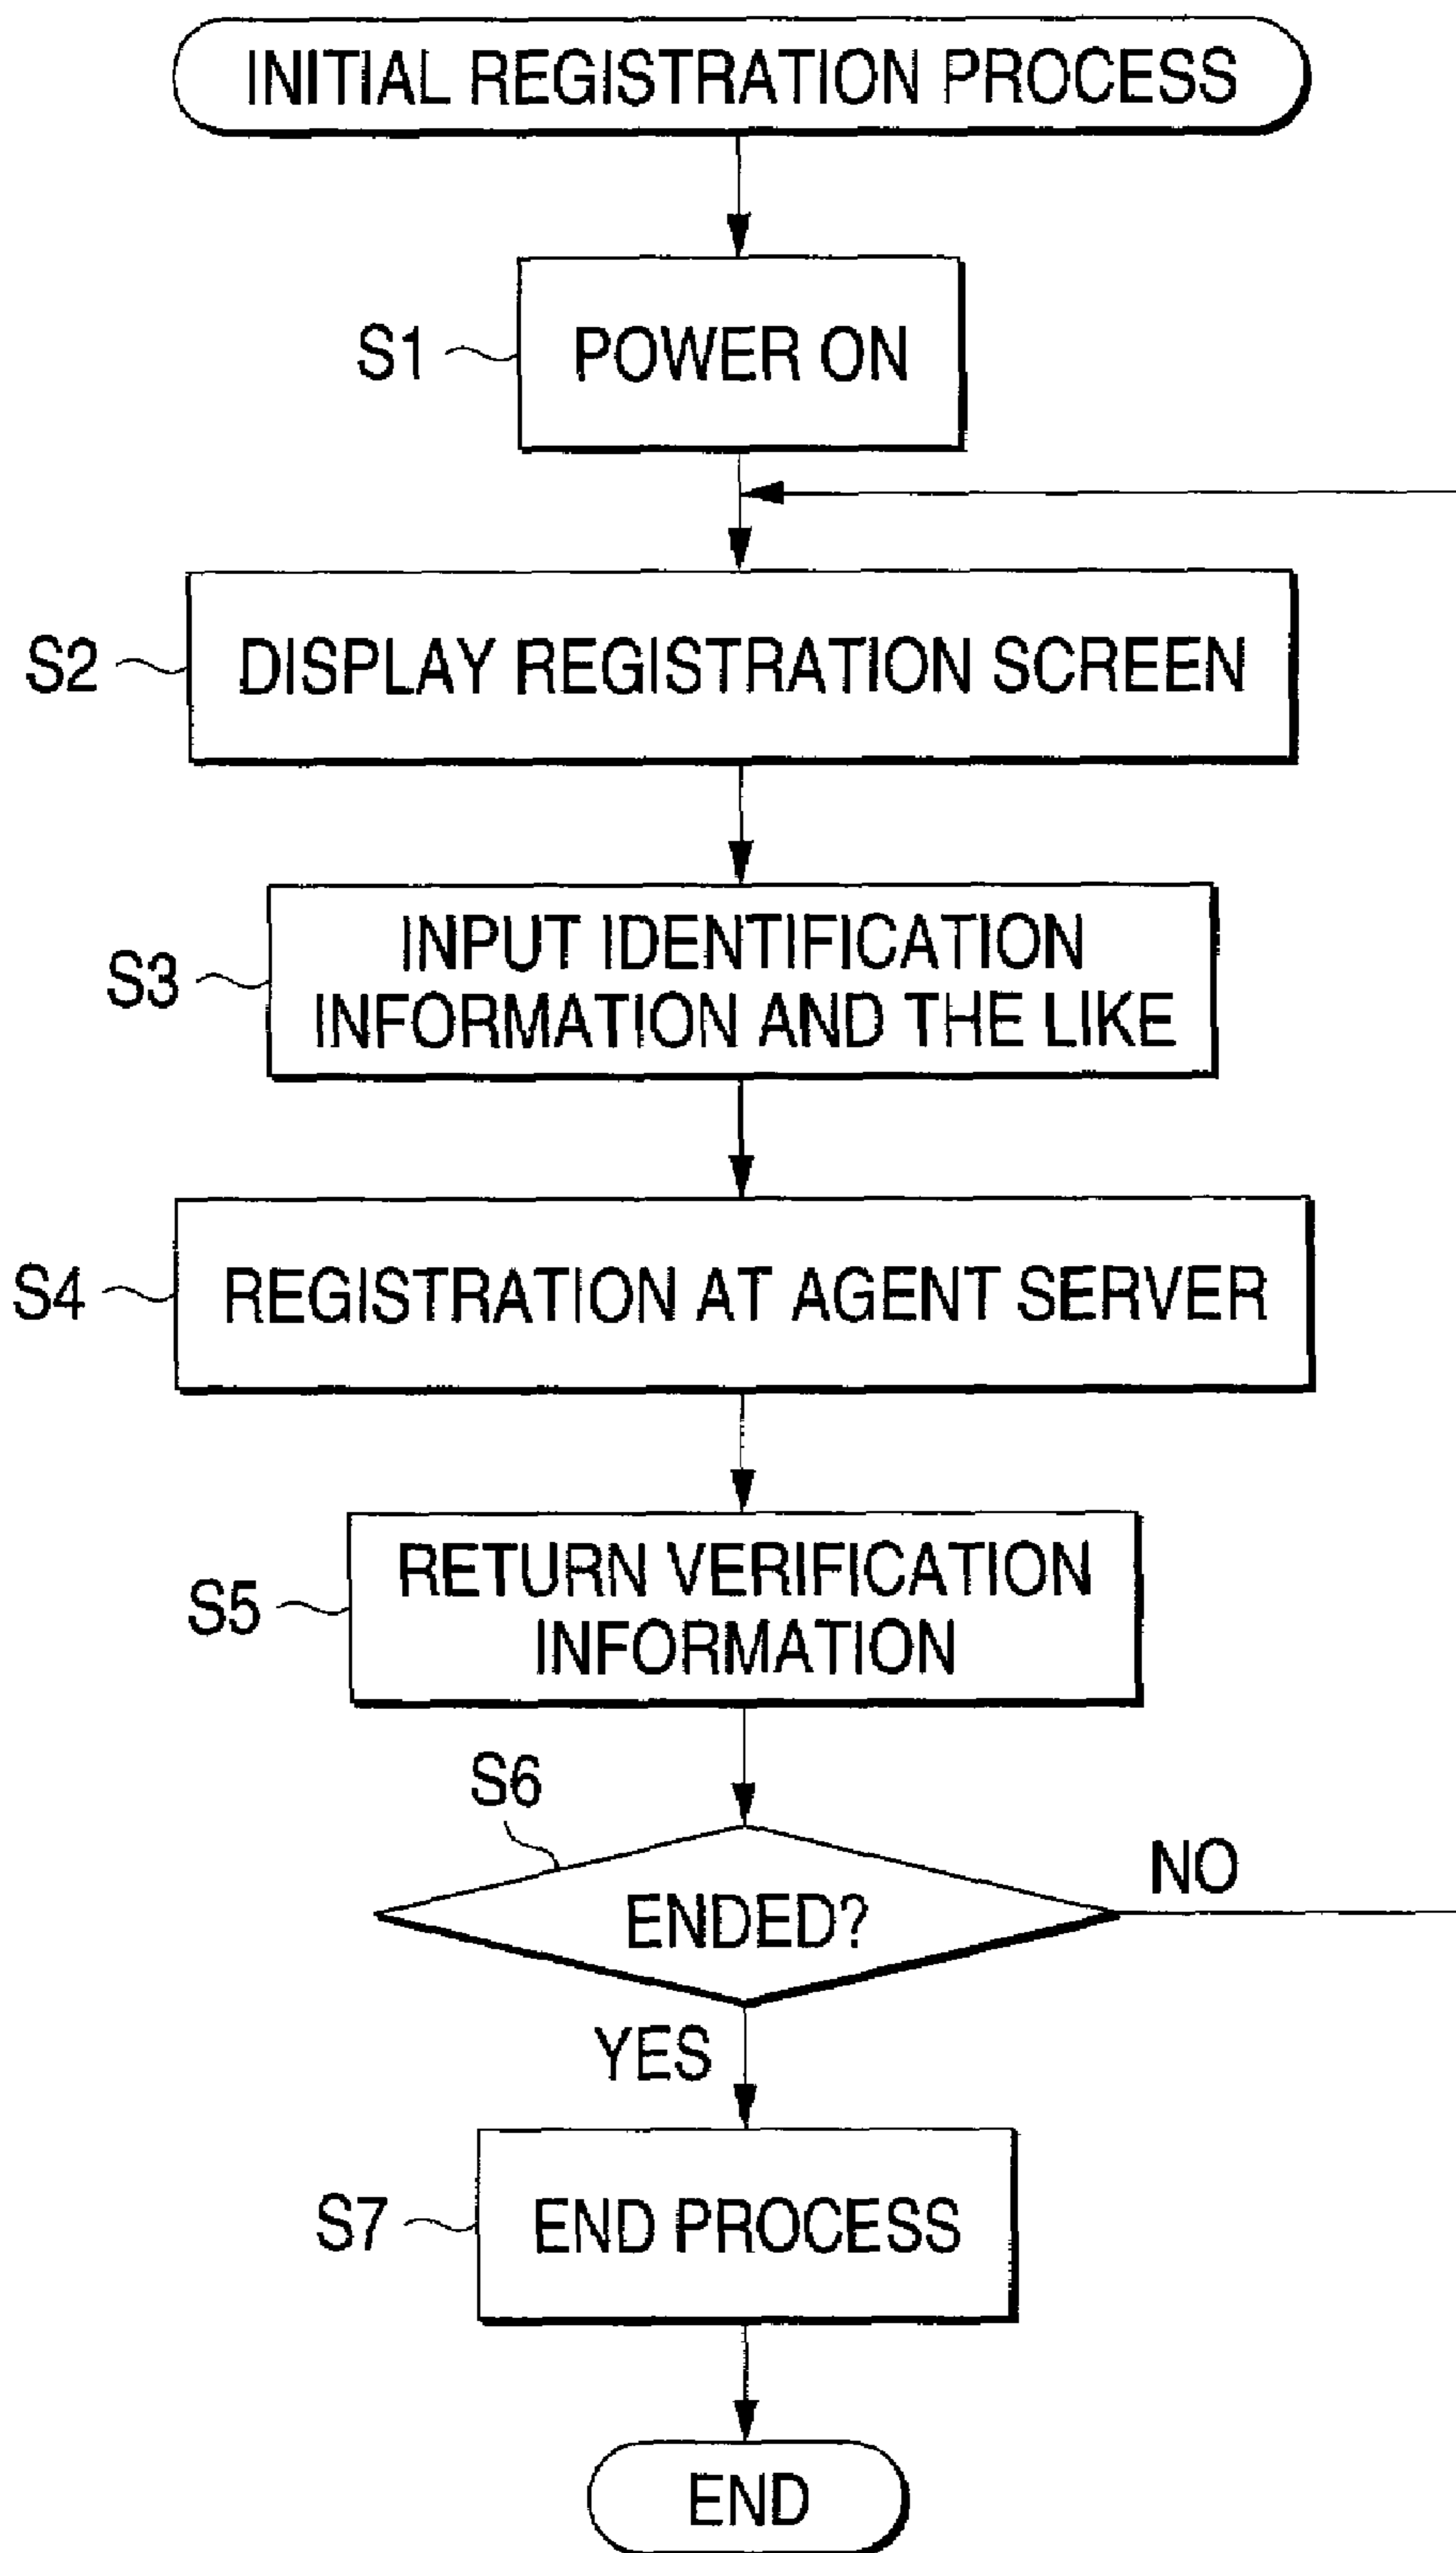 INITIAL REGISTRATION PROCESS
S1
POWER ON
S2
DISPLAY REGISTRATION SCREEN
S3
INPUT IDENTIFICATION
INFORMATION AND THE LIKE
S4
REGISTRATION AT AGENT SERVER
S5
RETURN VERIFICATION
INFORMATION
S6
ENDED?
NO
YES
S7
END PROCESS
END